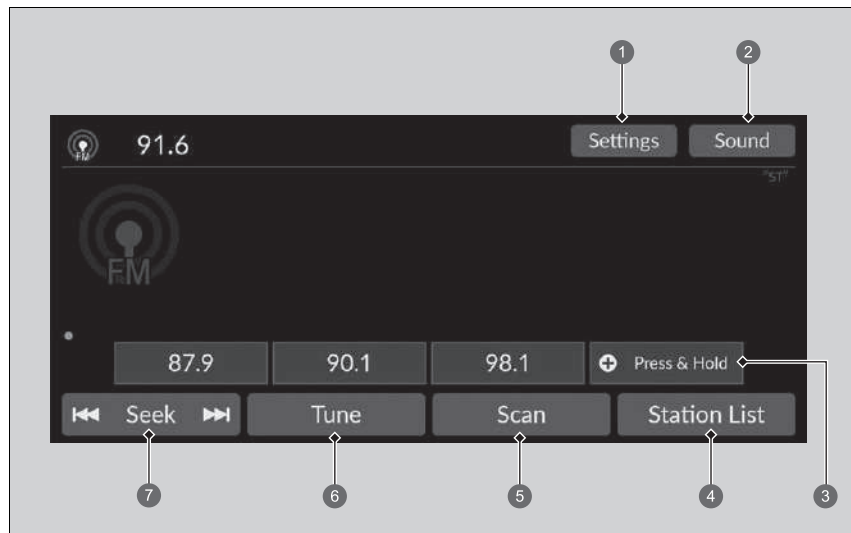 1 2
FM 91.6 Settings Sound
"ST"
FM
87.9 90.1 98.1 Press & Hold
Seek Tune Scan Station List
7 6 5 4 3